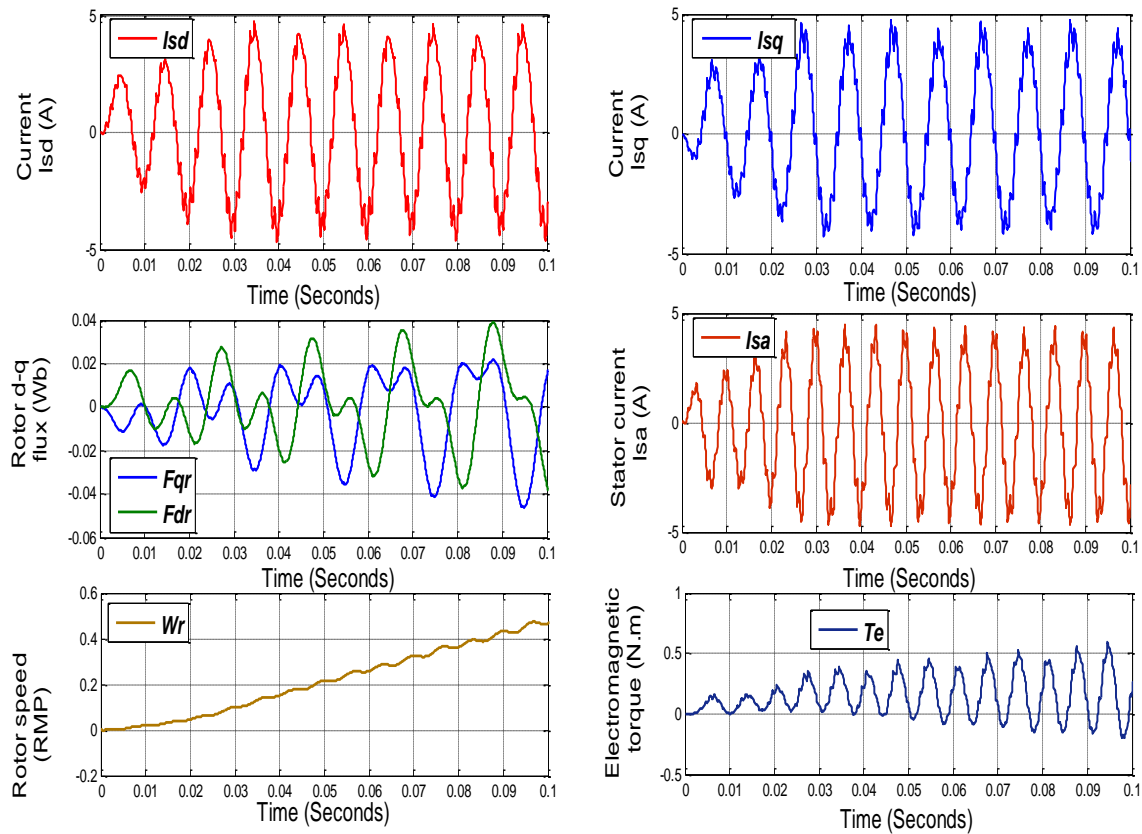 5
0
-5
Current
Isd (A)
Isd
0 0.01 0.02 0.03 0.04 0.05 0.06 0.07 0.08 0.09 0.1
Time (Seconds)
5
0
-5
Current
Isq (A)
Isq
0 0.01 0.02 0.03 0.04 0.05 0.06 0.07 0.08 0.09 0.1
Time (Seconds)
0.04
0.02
0
-0.02
-0.04
-0.06
Rotor d-q
flux (Wb)
Fqr
Fdr
0 0.01 0.02 0.03 0.04 0.05 0.06 0.07 0.08 0.09 0.1
Time (Seconds)
5
0
-5
Stator current
Isa (A)
Isa
0 0.01 0.02 0.03 0.04 0.05 0.06 0.07 0.08 0.09 0.1
Time (Seconds)
0.6
0.4
0.2
0
-0.2
Rotor speed
(RMP)
Wr
0 0.01 0.02 0.03 0.04 0.05 0.06 0.07 0.08 0.09 0.1
Time (Seconds)
1
0.5
0
-0.5
Electromagnetic
torque (N.m)
Te
0 0.01 0.02 0.03 0.04 0.05 0.06 0.07 0.08 0.09 0.1
Time (Seconds)